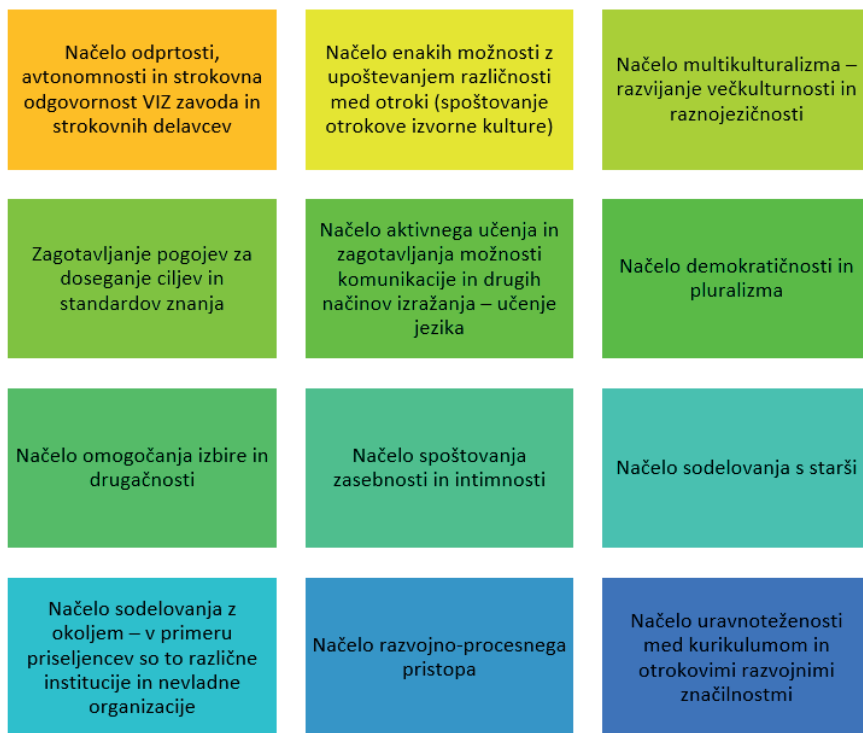 Načelo odprtosti,
avtonomnosti in strokovna
odgovornost VIZ zavoda in
strokovnih delavcev
Načelo enakih možnosti z
upoštevanjem različnosti
med otroki (spoštovanje
otrokove izvorne kulture)
Načelo multikulturalizma –
razvijanje večkulturnosti in
raznojezičnosti
Zagotavljanje pogojev za
doseganje ciljev in
standardov znanja
Načelo aktivnega učenja in
zagotavljanja možnosti
komunikacije in drugih
načinov izražanja – učenje
jezika
Načelo demokratičnosti in
pluralizma
Načelo omogočanja izbire in
drugačnosti
Načelo spoštovanja
zasebnosti in intimnosti
Načelo sodelovanja s starši
Načelo sodelovanja z
okoljem – v primeru
priseljencev so to različne
institucije in nevladne
organizacije
Načelo razvojno-procesnega
pristopa
Načelo uravnoteženosti
med kurikulumom in
otrokovimi razvojnimi
značilnostmi